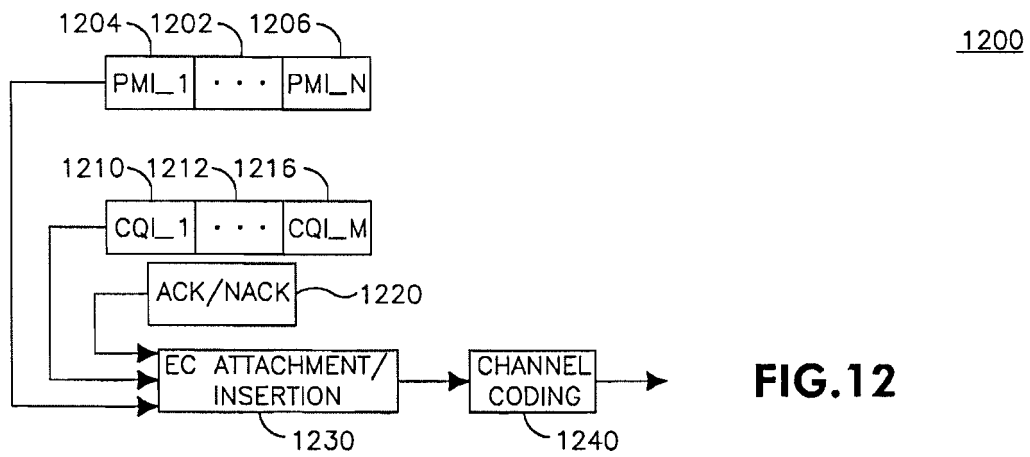 1204 1202 1206
1200
PMI_1 . . . PMI_N
1210 1212 1216
CQI_1 . . . CQI_M
ACK/NACK
1220
EC ATTACHMENT/
INSERTION
CHANNEL
CODING
FIG.12
1230
1240